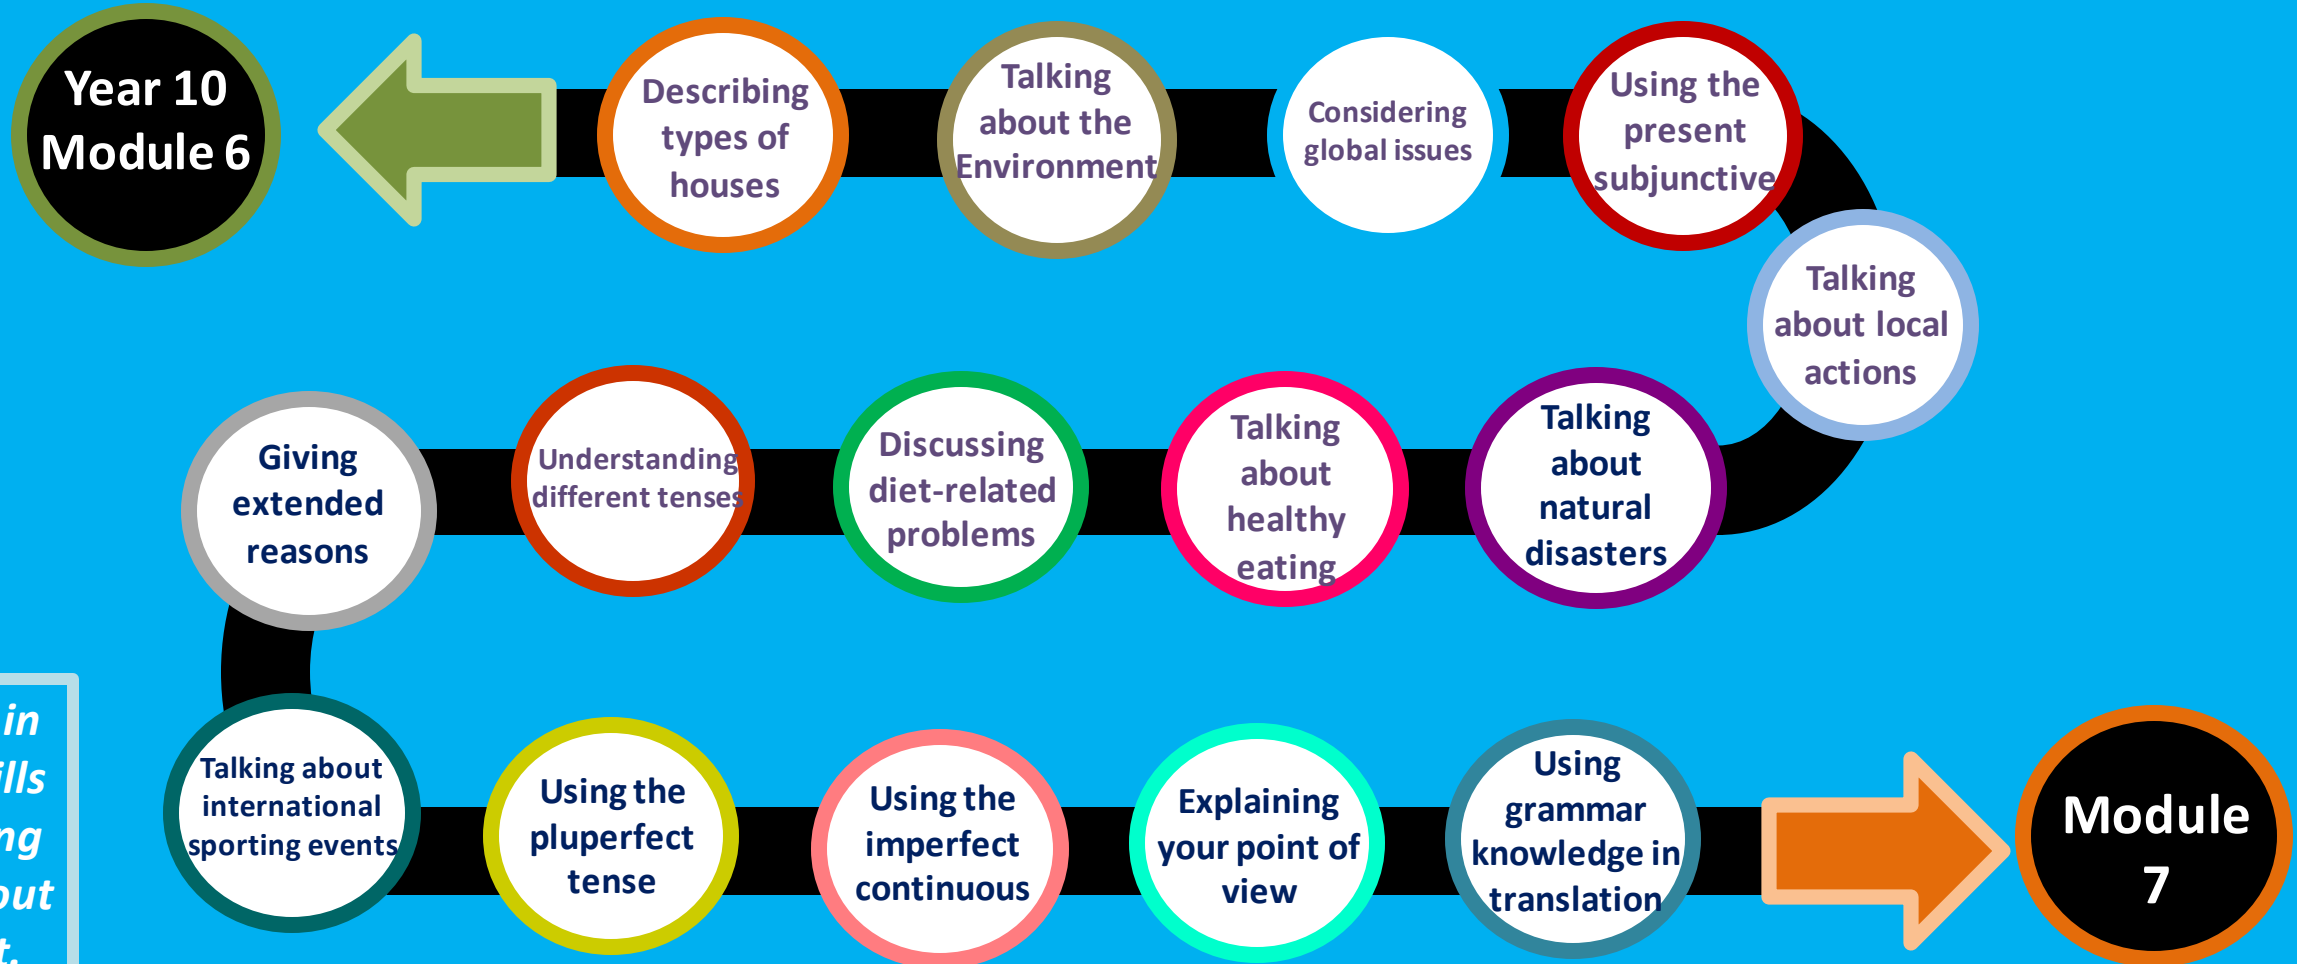 Year 10
Module 6
Describing
types of
houses
Talking
about the
Environment
Considering
global issues
Using the
present
subjunctive
Talking
about local
actions
Giving
extended
reasons
Understanding
different tenses
Discussing
diet-related
problems
Talking
about
healthy
eating
Talking
about
natural
disasters
in
Talking about
international
sporting events
Using the
pluperfect
tense
Using the
imperfect
continuous
Explaining
your point of
view
Using
grammar
knowledge in
translation
Module
7